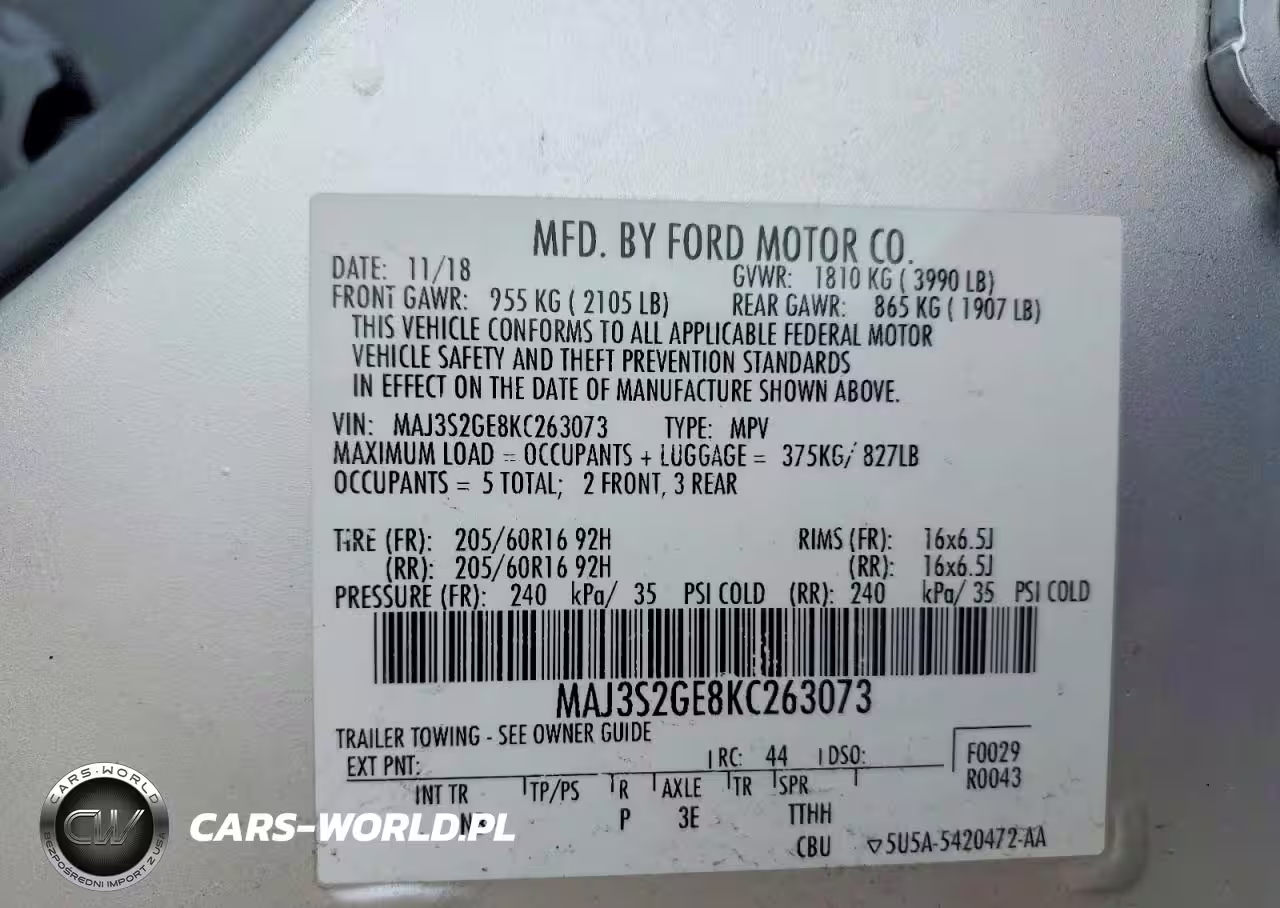 MFD. BY FORD MOTOR CO.
DATE: 11/18 GVWR: 1810 KG ( 3990 LB)
FRONT GAWR: 955 KG ( 2105 LB) REAR GAWR: 865 KG ( 1907 LB)
THIS VEHICLE CONFORMS TO ALL APPLICABLE FEDERAL MOTOR
VEHICLE SAFETY AND THEFT PREVENTION STANDARDS
IN EFFECT ON THE DATE OF MANUFACTURE SHOWN ABOVE.
VIN: MAJ3S2GE8KC263073 TYPE: MPV
MAXIMUM LOAD = OCCUPANTS + LUGGAGE = 375KG/ 827LB
OCCUPANTS = 5 TOTAL; 2 FRONT, 3 REAR
TIRE (FR): 205/60R16 92H RIMS (FR): 16x6.5J
(RR): 205/60R16 92H (RR): 16x6.5J
PRESSURE (FR): 240 kPa/ 35 PSI COLD (RR): 240 kPa/ 35 PSI COLD
MAJ3S2GE8KC263073
TRAILER TOWING - SEE OWNER GUIDE
EXT PNT: RC: 44 DSO: F0029
R0043
INT TR TP/PS R AXLE TR SPR
P 3E TTHH
CBU 5U5A-5420472-AA
CARS-WORLD
CW
BEZPOŚREDNI IMPORT Z USA
CARS-WORLD.PL